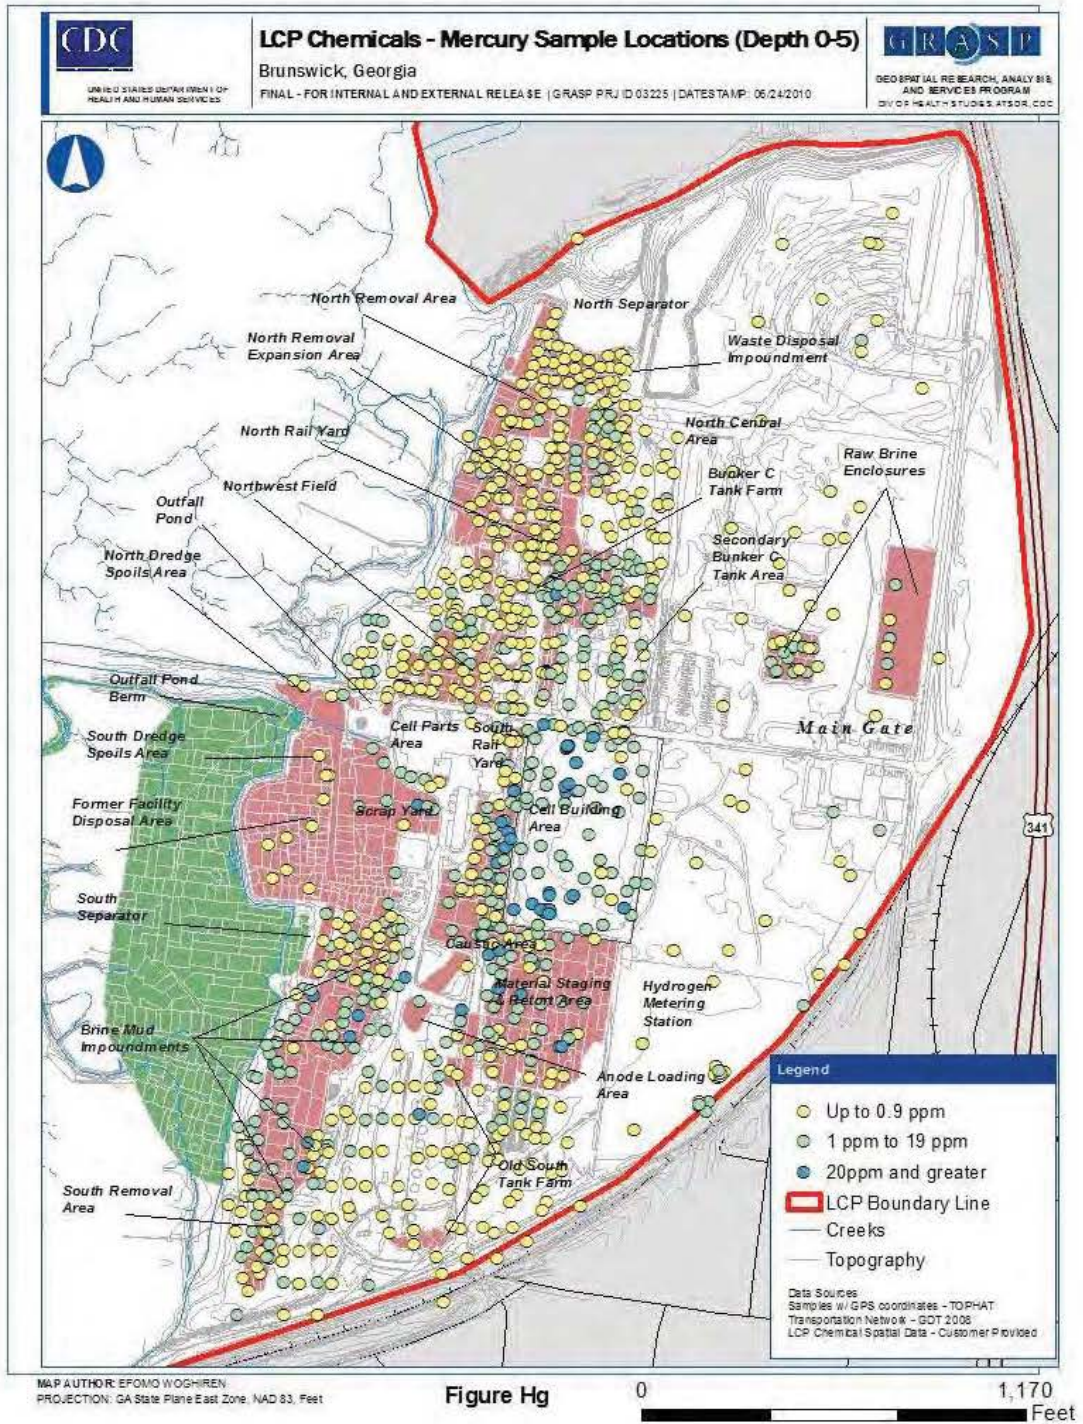 CDC
UNITED STATES DEPARTMENT OF
HEALTH AND HUMAN SERVICES
LCP Chemicals - Mercury Sample Locations (Depth 0-5)
Brunswick, Georgia
FINAL - FOR INTERNAL AND EXTERNAL RELEASE | GRASP PRJ ID 03225 | DATESTAMP: 06/24/2010
GRASP
GEOSPATIAL RESEARCH, ANALYSIS,
AND SERVICES PROGRAM
DIV OF HEALTH STUDIES, ATSDR, CDC
North Removal Area
North Separator
North Removal
Expansion Area
Waste Disposal
Impoundment
North Rail Yard
North Central
Area
Raw Brine
Enclosures
Bunker C
Tank Farm
Northwest Field
Outfall
Pond
Secondary
Bunker C
Tank Area
North Dredge
Spoils Area
Outfall Pond
Berm
Cell Parts
Area
South
Rail
Yard
Main Gate
South Dredge
Spoils Area
Former Facility
Disposal Area
Scrap Yard
Cell Building
Area
341
South
Separator
Caustic Area
Material Staging
& Retort Area
Hydrogen
Metering
Station
Brine Mud
Impoundments
Anode Loading
Area
Old South
Tank Farm
South Removal
Area
Legend
Up to 0.9 ppm
1 ppm to 19 ppm
20ppm and greater
LCP Boundary Line
Creeks
Topography
Data Sources
Samples w/ GPS coordinates - TOPHAT
Transportation Network - GDT 2008
LCP Chemical Spatial Data - Customer Provided
MAP AUTHOR: EFOMO WOGHIREN
PROJECTION: GA State Plane East Zone, NAD 83, Feet
Figure Hg
0
1,170
Feet